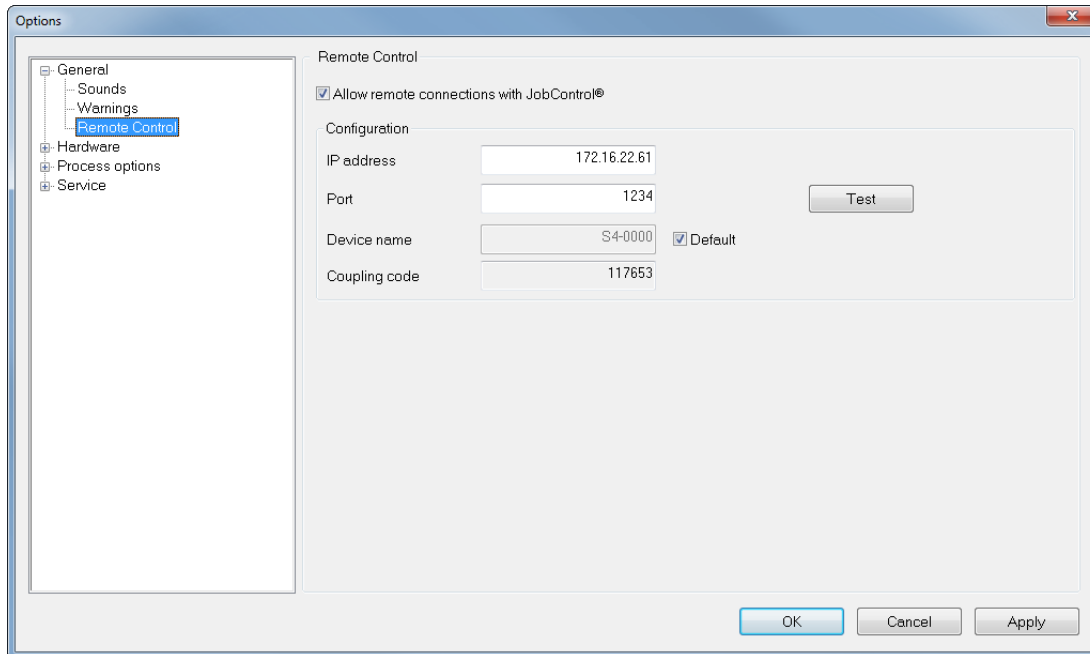 Options
General
Sounds
Warnings
Remote Control
Hardware
Process options
Service
Remote Control
Allow remote connections with JobControl®
Configuration
IP address 172.16.22.61
Port 1234 Test
Device name S4-0000 Default
Coupling code 117653
OK Cancel Apply